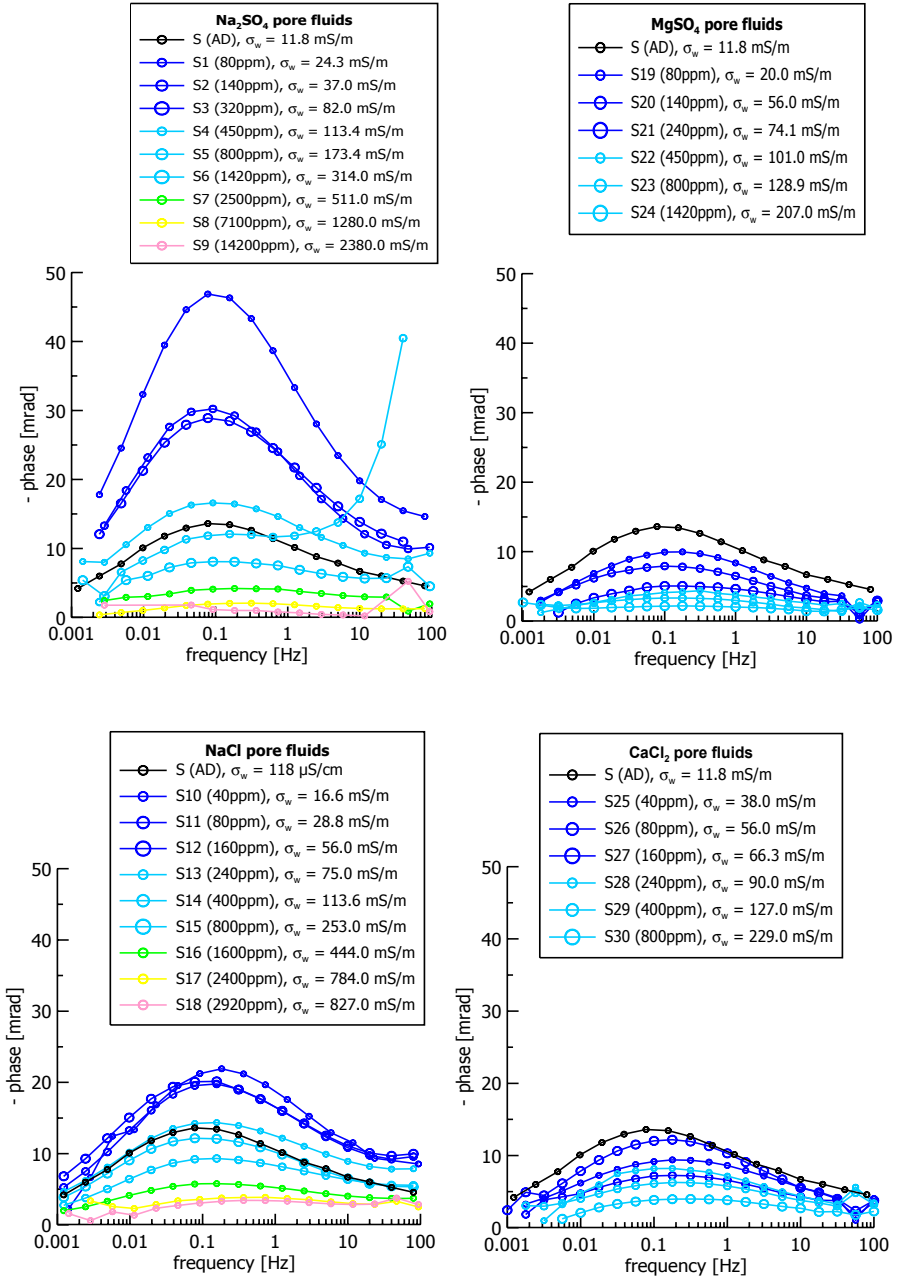 Na₂SO₄ pore fluids
S (AD), σw = 11.8 mS/m
S1 (80ppm), σw = 24.3 mS/m
S2 (140ppm), σw = 37.0 mS/m
S3 (320ppm), σw = 82.0 mS/m
S4 (450ppm), σw = 113.4 mS/m
S5 (800ppm), σw = 173.4 mS/m
S6 (1420ppm), σw = 314.0 mS/m
S7 (2500ppm), σw = 511.0 mS/m
S8 (7100ppm), σw = 1280.0 mS/m
S9 (14200ppm), σw = 2380.0 mS/m
50
40
30
20
10
0
- phase [mrad]
0.001 0.01 0.1 1 10 100
frequency [Hz]
MgSO₄ pore fluids
S (AD), σw = 11.8 mS/m
S19 (80ppm), σw = 20.0 mS/m
S20 (140ppm), σw = 56.0 mS/m
S21 (240ppm), σw = 74.1 mS/m
S22 (450ppm), σw = 101.0 mS/m
S23 (800ppm), σw = 128.9 mS/m
S24 (1420ppm), σw = 207.0 mS/m
50
40
30
20
10
0
- phase [mrad]
0.001 0.01 0.1 1 10 100
frequency [Hz]
NaCl pore fluids
S (AD), σw = 118 µS/cm
S10 (40ppm), σw = 16.6 mS/m
S11 (80ppm), σw = 28.8 mS/m
S12 (160ppm), σw = 56.0 mS/m
S13 (240ppm), σw = 75.0 mS/m
S14 (400ppm), σw = 113.6 mS/m
S15 (800ppm), σw = 253.0 mS/m
S16 (1600ppm), σw = 444.0 mS/m
S17 (2400ppm), σw = 784.0 mS/m
S18 (2920ppm), σw = 827.0 mS/m
50
40
30
20
10
0
- phase [mrad]
0.001 0.01 0.1 1 10 100
frequency [Hz]
CaCl₂ pore fluids
S (AD), σw = 11.8 mS/m
S25 (40ppm), σw = 38.0 mS/m
S26 (80ppm), σw = 56.0 mS/m
S27 (160ppm), σw = 66.3 mS/m
S28 (240ppm), σw = 90.0 mS/m
S29 (400ppm), σw = 127.0 mS/m
S30 (800ppm), σw = 229.0 mS/m
50
40
30
20
10
0
- phase [mrad]
0.001 0.01 0.1 1 10 100
frequency [Hz]